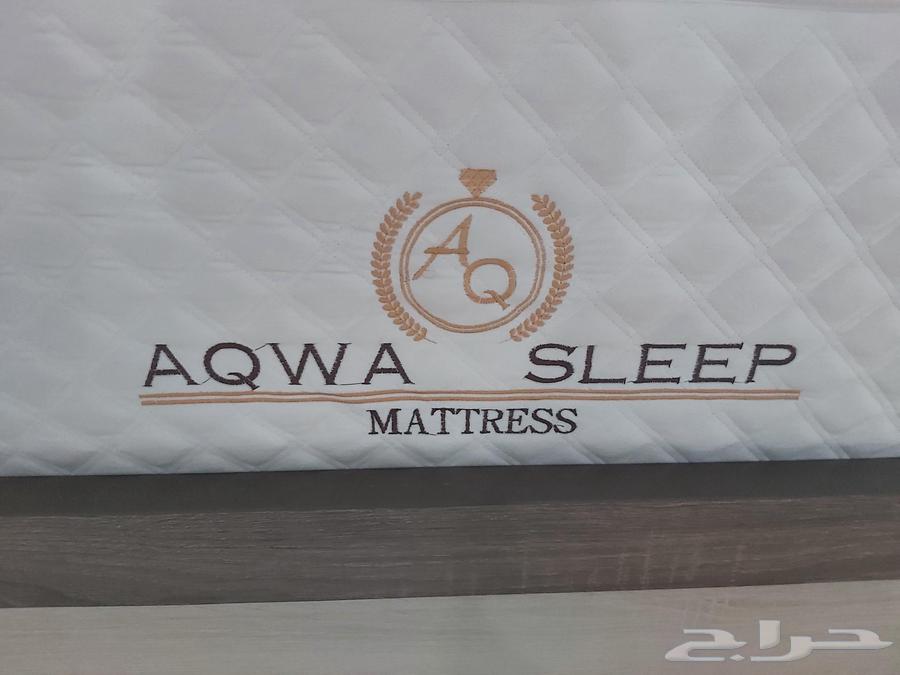 AQ
AQWA SLEEP
MATTRESS
حراج